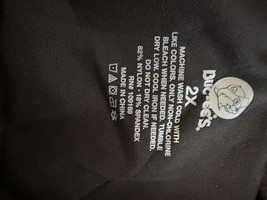 Buc-ee's
2X
MACHINE WASH COLD WITH
LIKE COLORS. ONLY NON-CHLORINE
BLEACH WHEN NEEDED. TUMBLE
DRY LOW. COOL IRON IF NEEDED.
DO NOT DRY CLEAN.
82% NYLON - 18% SPANDEX
RN# 109169
MADE IN CHINA